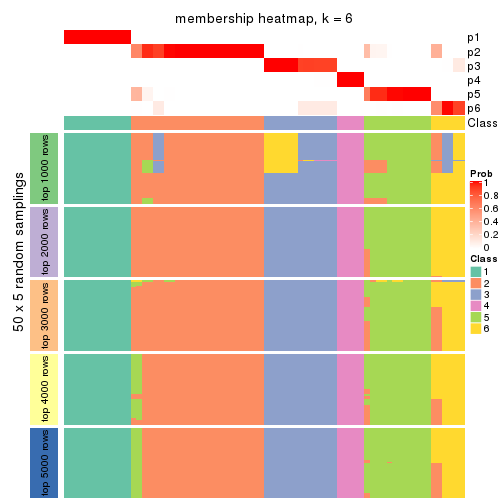 membership heatmap, k = 6
p1
p2
p3
p4
p5
p6
Class
50 x 5 random samplings
top 1000 rows
top 2000 rows
top 3000 rows
top 4000 rows
top 5000 rows
Prob
1
0.8
0.6
0.4
0.2
0
Class
1
2
3
4
5
6